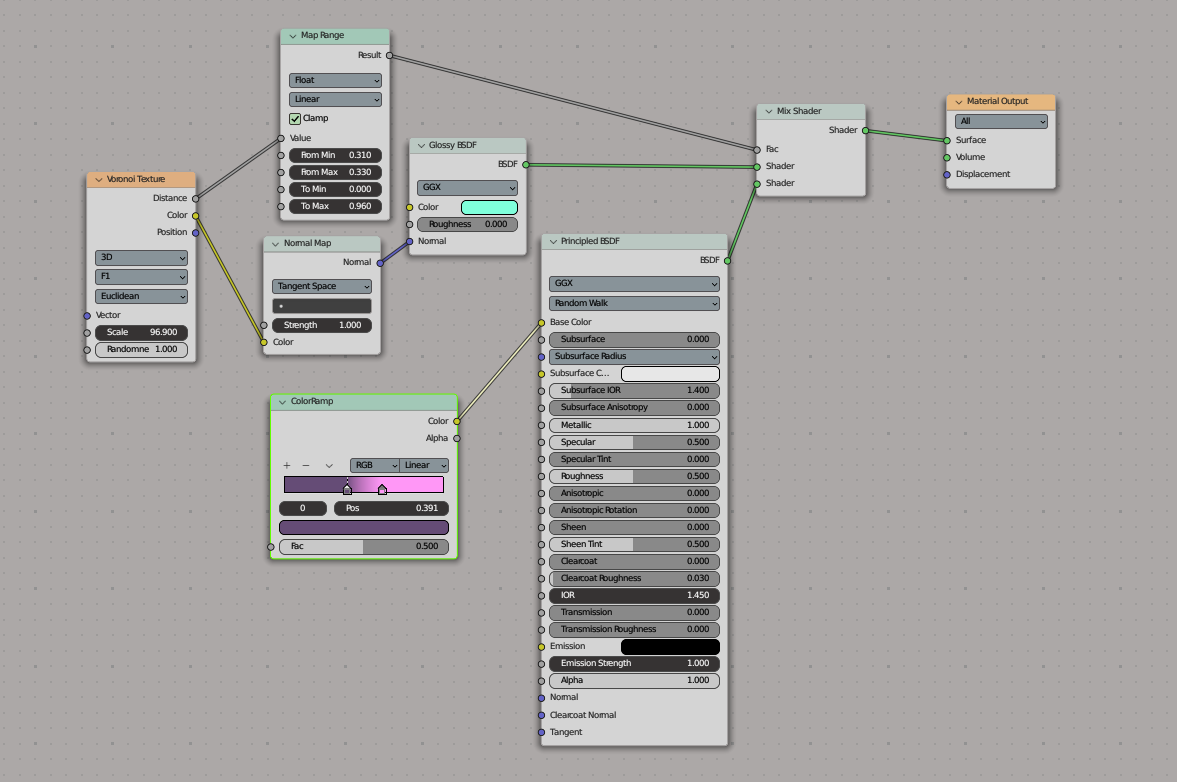 Map Range
Result
Float
Linear
Clamp
Value
From Min 0.310
From Max 0.330
To Min 0.000
To Max 0.960
Voronoi Texture
Distance
Color
Position
3D
F1
Euclidean
Vector
Scale 96.900
Randomne 1.000
Normal Map
Normal
Tangent Space
Strength 1.000
Color
Glossy BSDF
BSDF
GGX
Color
Roughness 0.000
Normal
ColorRamp
Color
Alpha
+ − RGB Linear
0 Pos 0.391
Fac 0.500
Principled BSDF
BSDF
GGX
Random Walk
Base Color
Subsurface 0.000
Subsurface Radius
Subsurface C...
Subsurface IOR 1.400
Subsurface Anisotropy 0.000
Metallic 1.000
Specular 0.500
Specular Tint 0.000
Roughness 0.500
Anisotropic 0.000
Anisotropic Rotation 0.000
Sheen 0.000
Sheen Tint 0.500
Clearcoat 0.000
Clearcoat Roughness 0.030
IOR 1.450
Transmission 0.000
Transmission Roughness 0.000
Emission
Emission Strength 1.000
Alpha 1.000
Normal
Clearcoat Normal
Tangent
Mix Shader
Shader
Fac
Shader
Shader
Material Output
All
Surface
Volume
Displacement